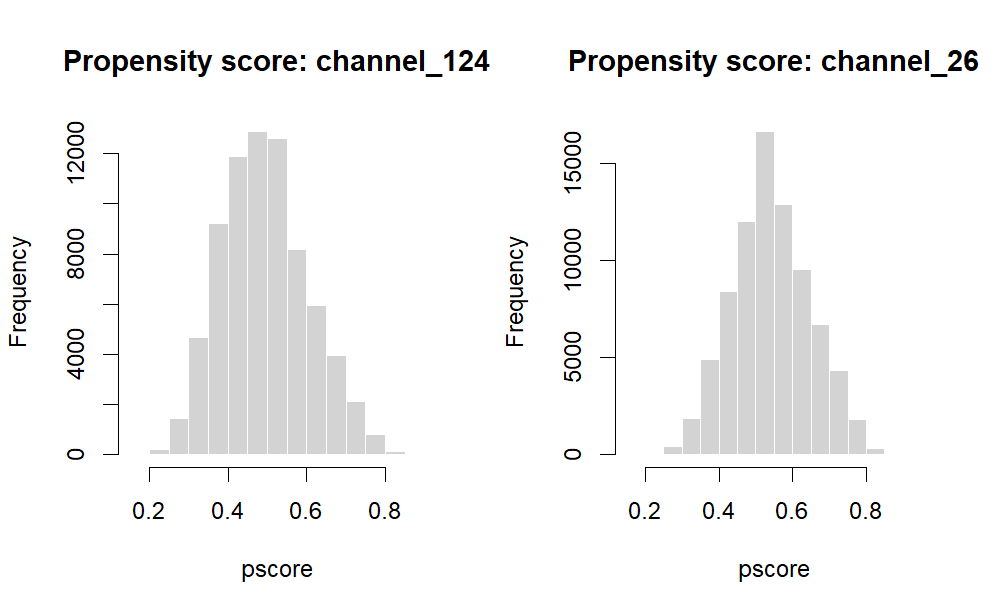 Propensity score: channel_124
Frequency
12000
8000
4000
0
0.2 0.4 0.6 0.8
pscore
Propensity score: channel_26
Frequency
15000
10000
5000
0
0.2 0.4 0.6 0.8
pscore